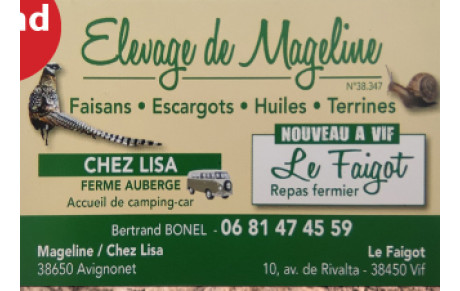 Elevage de Mageline
N°38.347
Faisans • Escargots • Huiles • Terrines
NOUVEAU A VIF
CHEZ LISA
Le Faigot
FERME AUBERGE
Repas fermier
Accueil de camping-car
Bertrand BONEL - 06 81 47 45 59
Mageline / Chez Lisa
Le Faigot
38650 Avignonet
10, av. de Rivalta - 38450 Vif